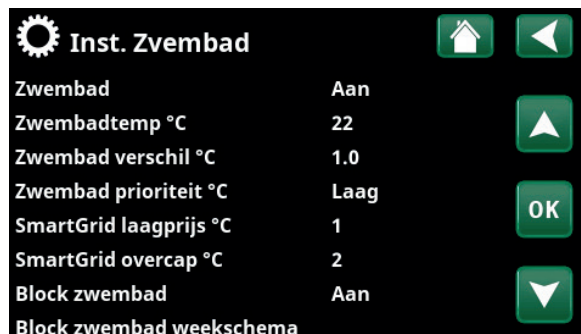 Inst. Zvembad
Zwembad Aan
Zwembadtemp °C 22
Zwembad verschil °C 1.0
Zwembad prioriteit °C Laag
SmartGrid laagprijs °C 1
OK
SmartGrid overcap °C 2
Block zwembad Aan
Block zwembad weekschema